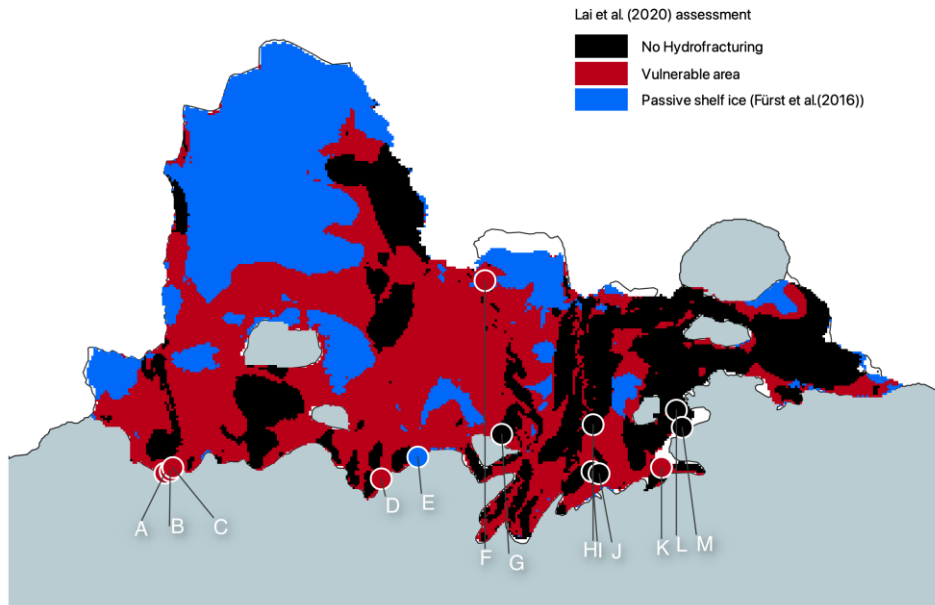 Lai et al. (2020) assessment
No Hydrofracturing
Vulnerable area
Passive shelf ice (Fürst et al.(2016))
A
B
C
D
E
F
G
HI
J
K
L
M